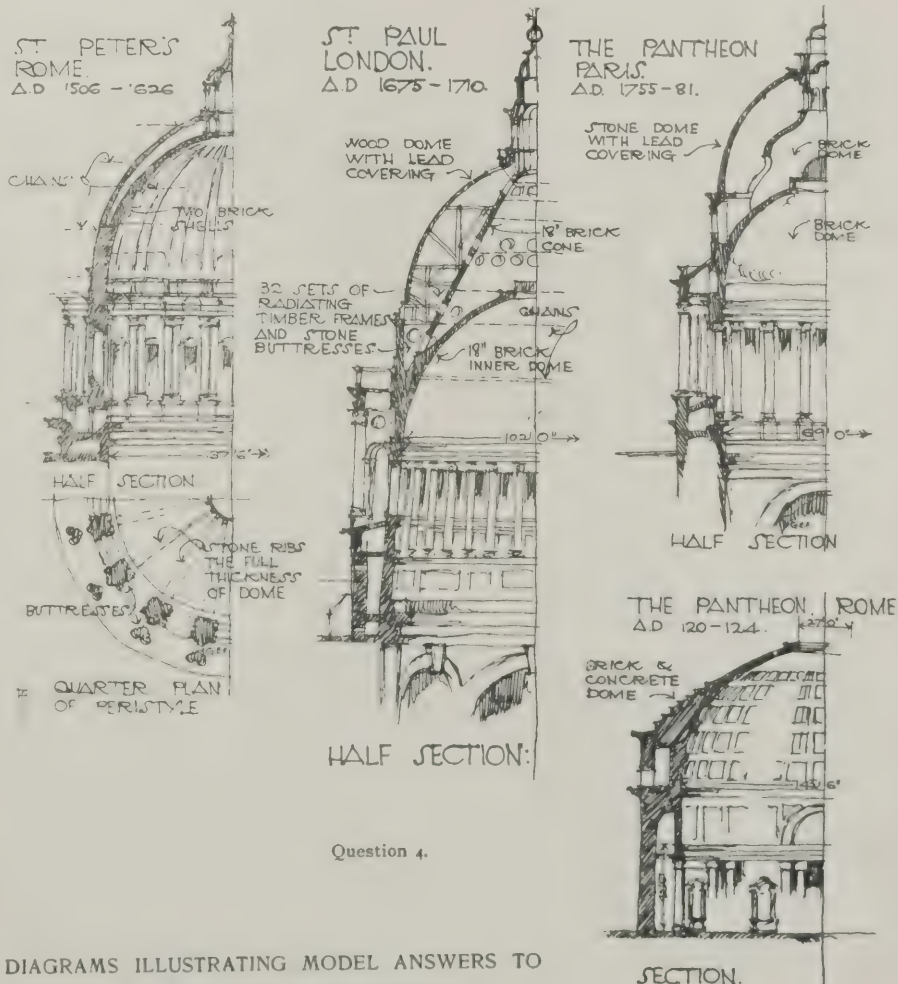 ST PETER'S
ROME.
A.D 1506 – 1626
CHAINS
TWO BRICK
SHELLS
137'6"
HALF SECTION
STONE RIBS
THE FULL
THICKNESS
OF DOME
BUTTRESSES
QUARTER PLAN
OF PERISTYLE
ST PAUL
LONDON.
A.D 1675 – 1710.
WOOD DOME
WITH LEAD
COVERING
18" BRICK
CONE
32 SETS OF
RADIATING
TIMBER FRAMES
AND STONE
BUTTRESSES
CHAINS
18" BRICK
INNER DOME
102' 0"
HALF SECTION:
THE PANTHEON
PARIS.
A.D. 1755–81.
STONE DOME
WITH LEAD
COVERING
BRICK
DOME
BRICK
DOME
69' 0"
HALF SECTION
THE PANTHEON. ROME
A.D 120–124.
27'0"
BRICK &
CONCRETE
DOME
SECTION.
Question 4.
DIAGRAMS ILLUSTRATING MODEL ANSWERS TO